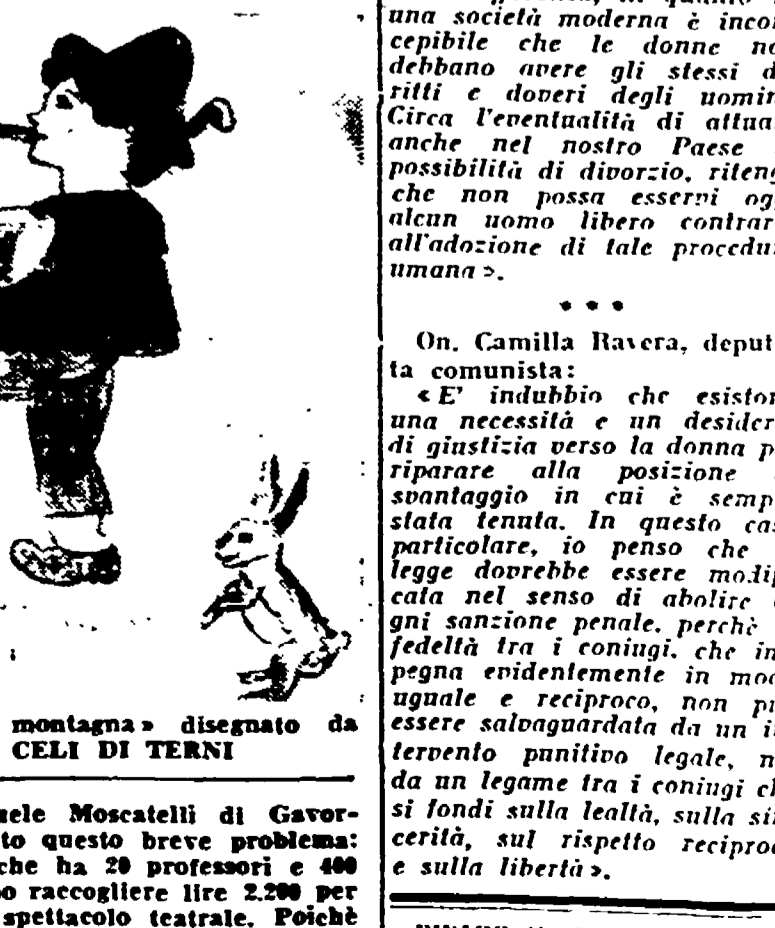 montagna» disegnato da
CELI DI TERNI
uele Moscatelli di Gavor-
to questo breve problema:
che ha 20 professori e 400
o raccogliere lire 2.200 per
spettacolo teatrale. Poichè
una società moderna è incon
cepibile che le donne no
debbano avere gli stessi d
ritti e doveri degli uomin
Circa l'eventualità di attua
anche nel nostro Paese
possibilità di divorzio, riteng
che non possa esservi og
alcun uomo libero contrar
all'adozione di tale procedu
umana».
* * *
On. Camilla Ravera, deput
ta comunista:
«E' indubbio che esiston
una necessità e un desider
di giustizia verso la donna p
riparare alla posizione
svantaggio in cui è semp
stata tenuta. In questo cas
particolare, io penso che
legge dovrebbe essere modif
cata nel senso di abolire
gni sanzione penale, perchè
fedeltà tra i coniugi, che im
pegna evidentemente in mod
uguale e reciproco, non pu
essere salvaguardata da un in
tervento punitivo legale, m
da un legame tra i coniugi ch
si fondi sulla lealtà, sulla sin
cerità, sul rispetto reciproc
e sulla libertà».